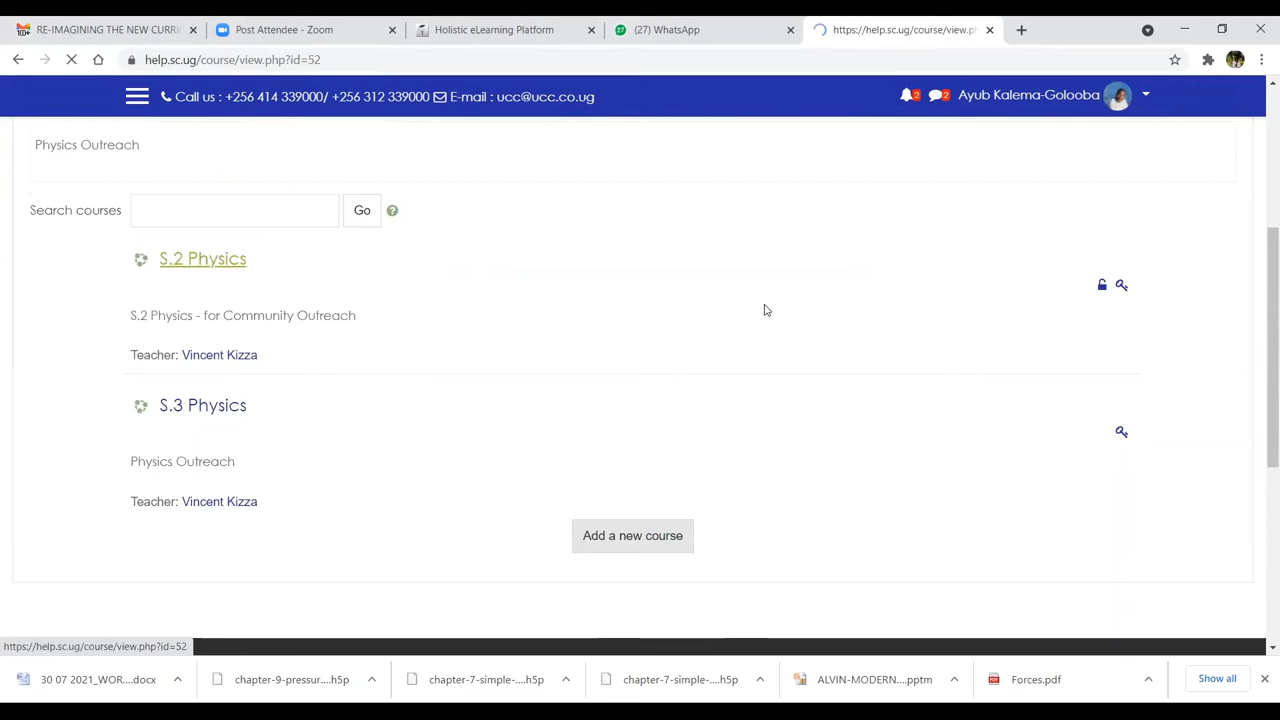 RE-IMAGINING THE NEW CURRI
Post Attendee - Zoom
Holistic eLearning Platform
27
(27) WhatsApp
https://help.sc.ug/course/view.ph
help.sc.ug/course/view.php?id=52
Call us : +256 414 339000/ +256 312 339000 E-mail : ucc@ucc.co.ug
2
2
Ayub Kalema-Golooba
Physics Outreach
Search courses
Go
S.2 Physics
S.2 Physics - for Community Outreach
Teacher: Vincent Kizza
S.3 Physics
Physics Outreach
Teacher: Vincent Kizza
Add a new course
https://help.sc.ug/course/view.php?id=52
30 07 2021_WOR....docx
chapter-9-pressur....h5p
chapter-7-simple-....h5p
chapter-7-simple-....h5p
ALVIN-MODERN....pptm
Forces.pdf
Show all